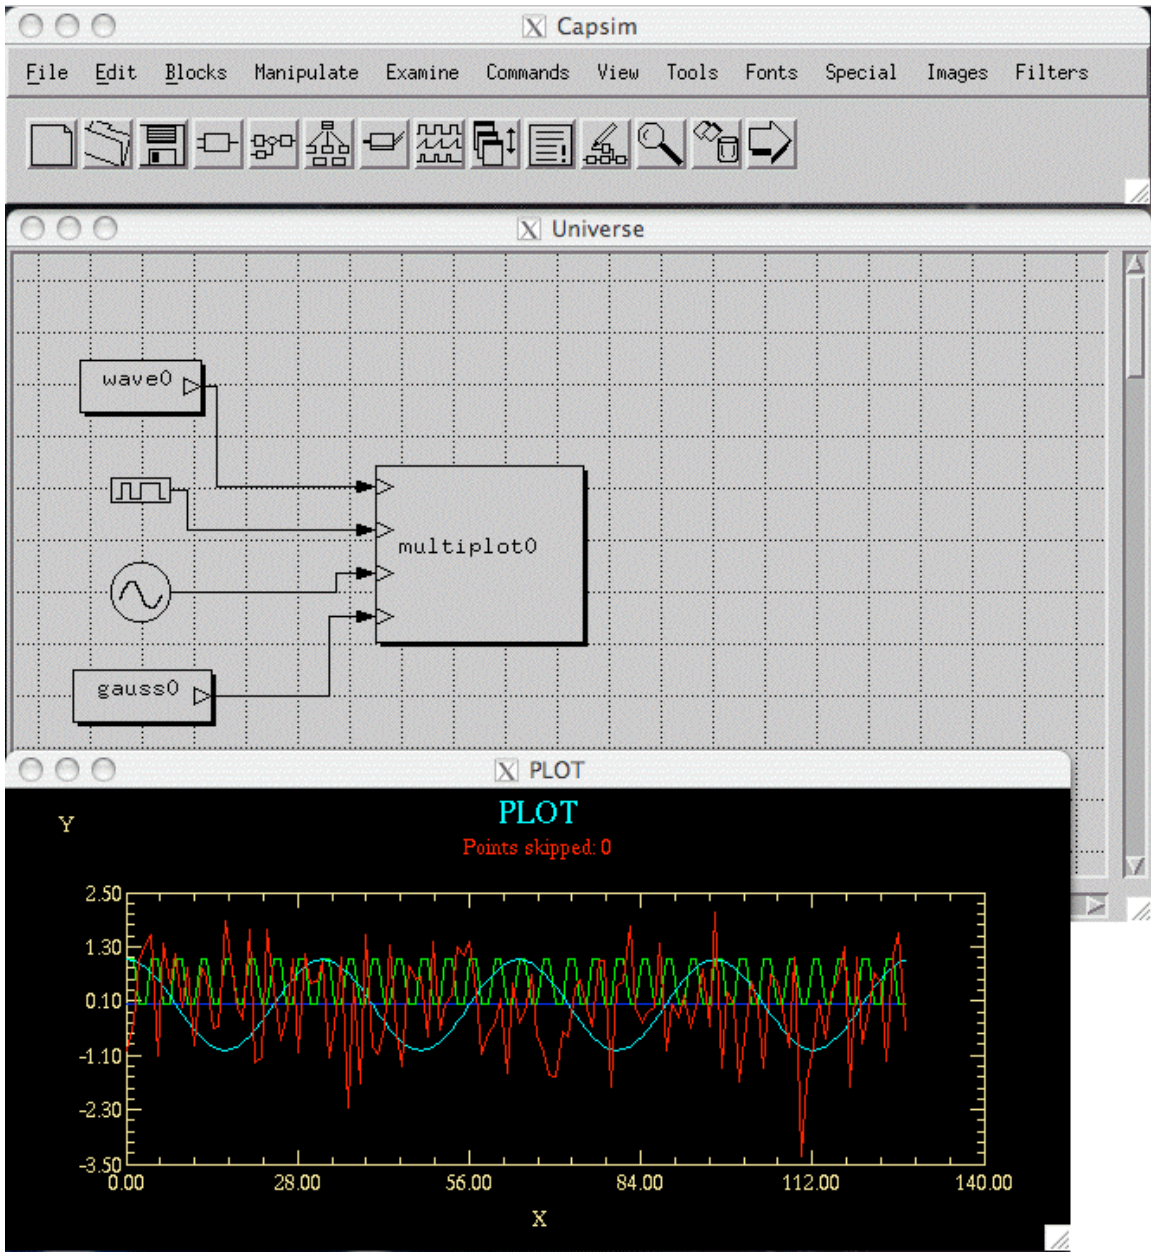 X Capsim
File Edit Blocks Manipulate Examine Commands View Tools Fonts Special Images Filters
X Universe
wave0
multiplot0
gauss0
X PLOT
PLOT
Y
Points skipped: 0
2.50
1.30
0.10
-1.10
-2.30
-3.50
0.00 28.00 56.00 84.00 112.00 140.00
X